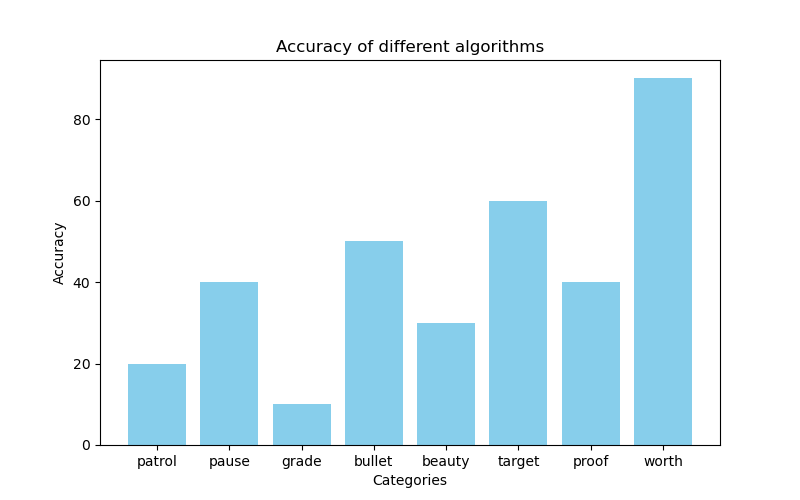 Accuracy of different algorithms
Accuracy
80
60
40
20
0
patrol pause grade bullet beauty target proof worth
Categories